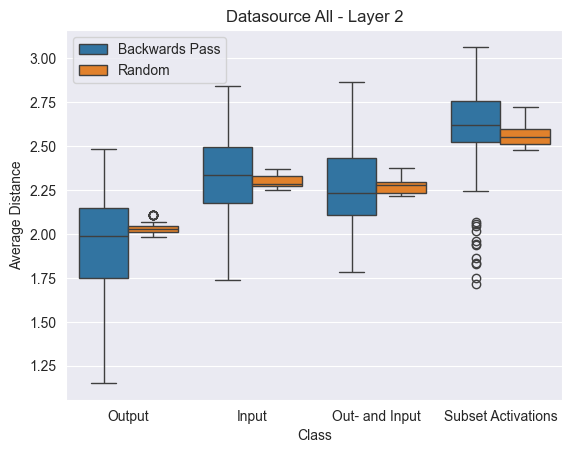 Datasource All - Layer 2
Backwards Pass
Random
Average Distance
3.00
2.75
2.50
2.25
2.00
1.75
1.50
1.25
Output
Input
Out- and Input
Subset Activations
Class